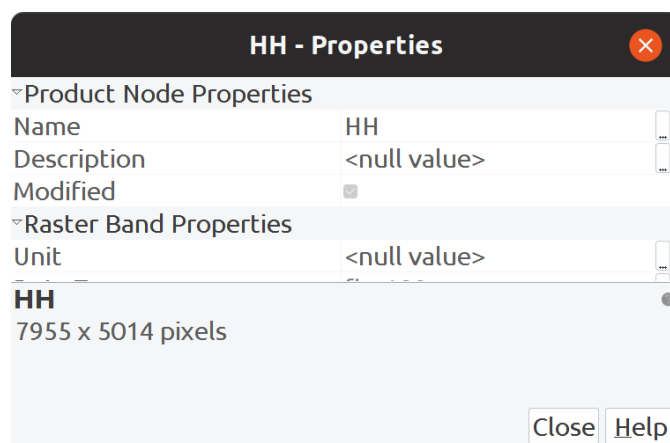 HH - Properties
Product Node Properties
Name HH ...
Description <null value> ...
Modified
Raster Band Properties
Unit <null value> ...
HH
7955 x 5014 pixels
Close Help